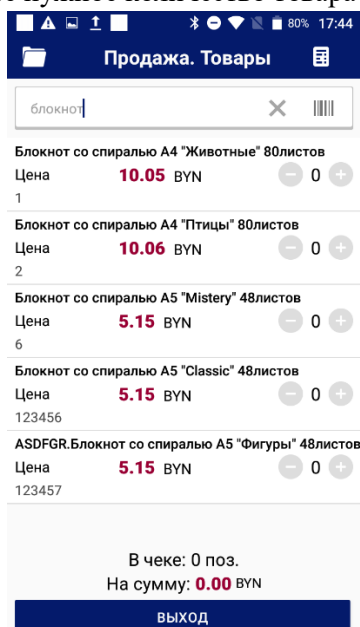 нужное количество товара
80% 17:44
Продажа. Товары
блокнот
Блокнот со спиралью А4 "Животные" 80листов
Цена 10.05 BYN 0
1
Блокнот со спиралью А4 "Птицы" 80листов
Цена 10.06 BYN 0
2
Блокнот со спиралью А5 "Mistery" 48листов
Цена 5.15 BYN 0
6
Блокнот со спиралью А5 "Classic" 48листов
Цена 5.15 BYN 0
123456
ASDFGR.Блокнот со спиралью А5 "Фигуры" 48листов
Цена 5.15 BYN 0
123457
В чеке: 0 поз.
На сумму: 0.00 BYN
ВЫХОД